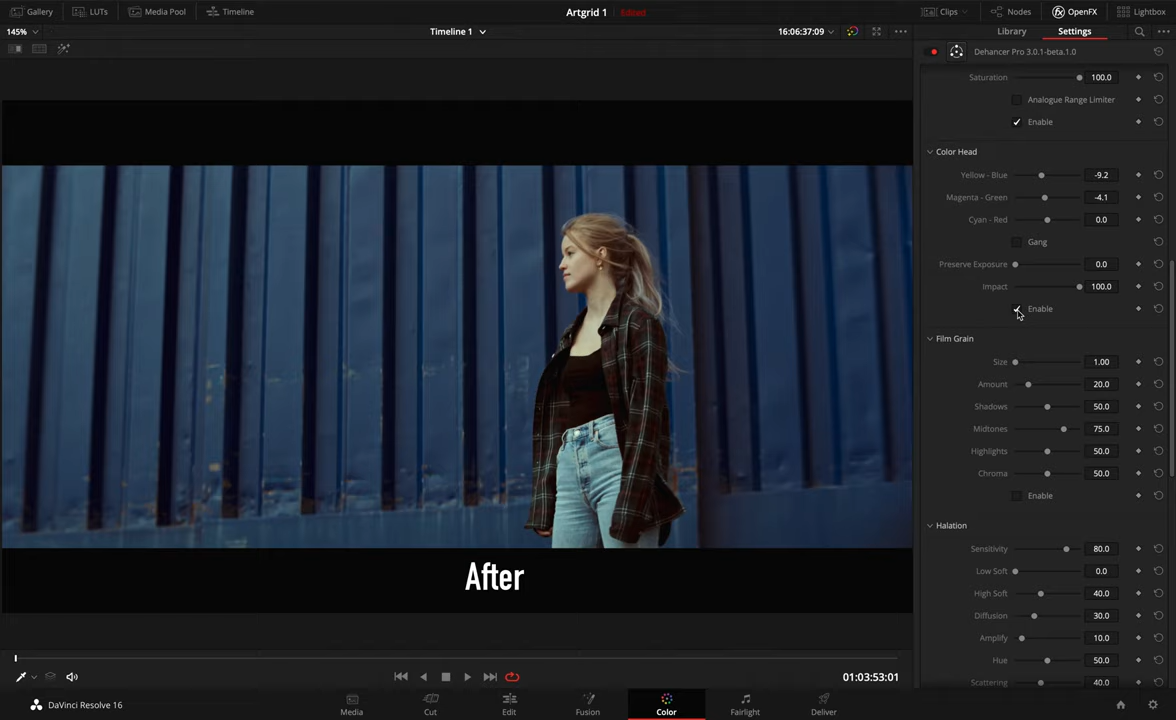 Gallery LUTs Media Pool Timeline Artgrid 1 Edited Clips Nodes OpenFX Lightbox
145% Timeline 1 16:06:37:09 Library Settings
Dehancer Pro 3.0.1-beta.1.0
Saturation 100.0
Analogue Range Limiter
Enable
Color Head
Yellow - Blue -9.2
Magenta - Green -4.1
Cyan - Red 0.0
Gang
Preserve Exposure 0.0
Impact 100.0
Enable
Film Grain
Size 1.00
Amount 20.0
Shadows 50.0
Midtones 75.0
Highlights 50.0
Chroma 50.0
Enable
Halation
Sensitivity 80.0
Low Soft 0.0
High Soft 40.0
Diffusion 30.0
Amplify 10.0
Hue 50.0
Scattering 40.0
After
01:03:53:01
DaVinci Resolve 16 Media Cut Edit Fusion Color Fairlight Deliver